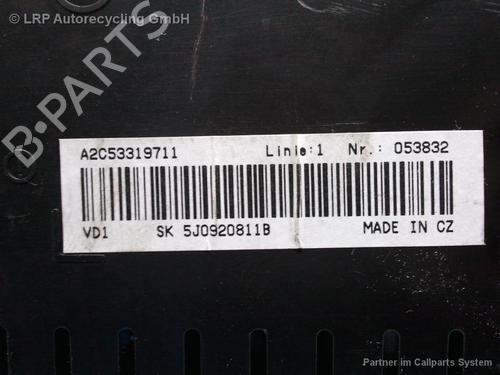 © LRP Autorecycling GmbH
B-PARTS
A2C53319711 Linie:1 Nr.: 053832
VD1 SK 5J0920811B MADE IN CZ
Partner im Callparts System